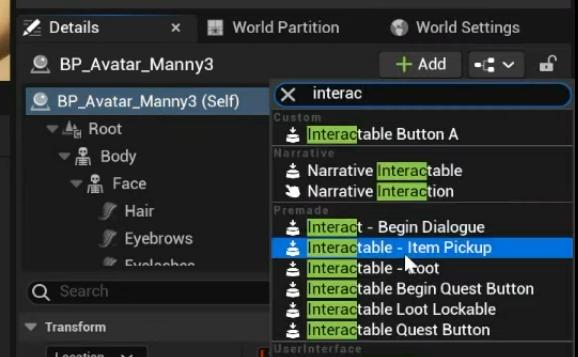 Details
World Partition
World Settings
BP_Avatar_Manny3
Add
BP_Avatar_Manny3 (Self)
interac
Custom
Interactable Button A
Root
Narrative
Body
Narrative Interactable
Face
Narrative Interaction
Hair
Premade
Interact - Begin Dialogue
Eyebrows
Interactable - Item Pickup
Eyelashes
Interactable - Loot
Search
Interactable Begin Quest Button
Interactable Loot Lockable
Transform
Interactable Quest Button
UserInterface
Location